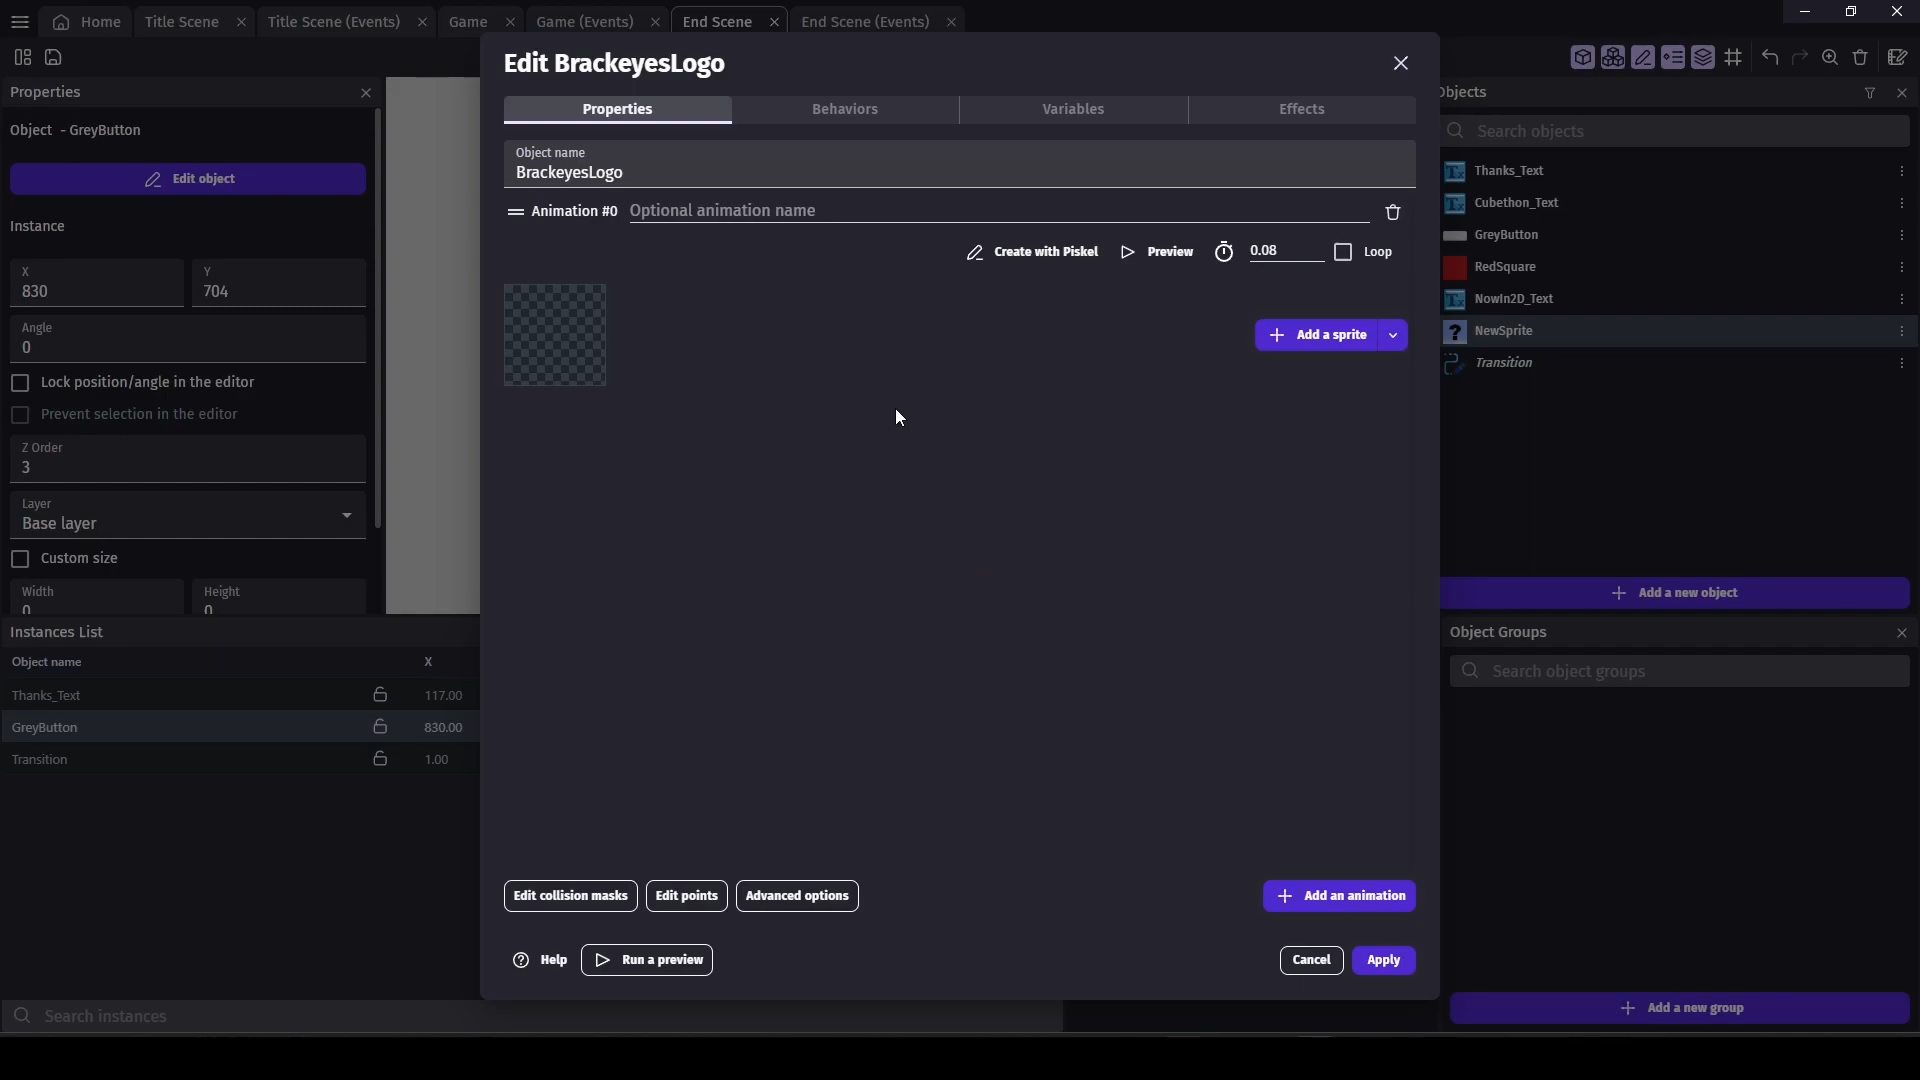 Home
Title Scene
Title Scene (Events)
Game
Game (Events)
End Scene
End Scene (Events)
Properties
Object - GreyButton
Edit object
Instance
X
830
Y
704
Angle
0
Lock position/angle in the editor
Prevent selection in the editor
Z Order
3
Layer
Base layer
Custom size
Width
0
Height
0
Instances List
Object name X
Thanks_Text 117.00
GreyButton 830.00
Transition 1.00
Search instances
Edit BrackeyesLogo
Properties
Behaviors
Variables
Effects
Object name
BrackeyesLogo
Animation #0 Optional animation name
Create with Piskel
Preview
0.08
Loop
Add a sprite
Edit collision masks
Edit points
Advanced options
Add an animation
Help
Run a preview
Cancel
Apply
Objects
Search objects
Thanks_Text
Cubethon_Text
GreyButton
RedSquare
NowIn2D_Text
NewSprite
Transition
Add a new object
Object Groups
Search object groups
Add a new group